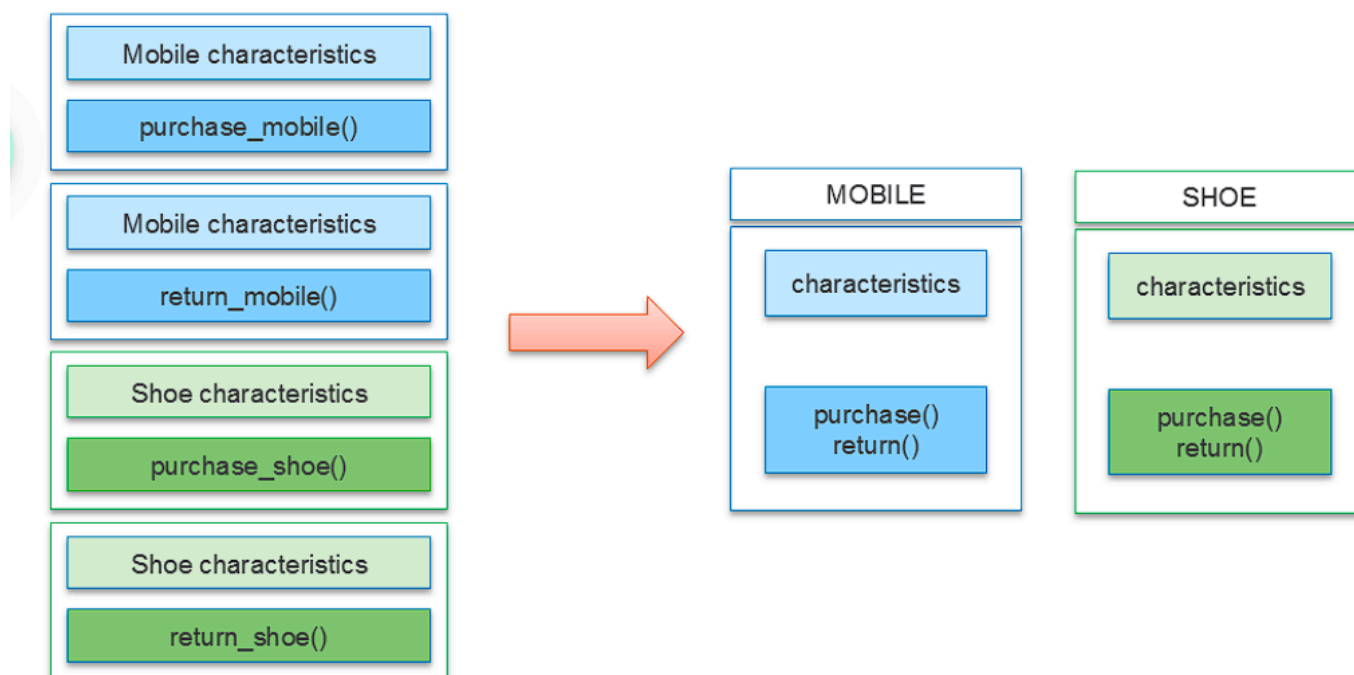 Mobile characteristics
purchase_mobile()
Mobile characteristics
return_mobile()
Shoe characteristics
purchase_shoe()
Shoe characteristics
return_shoe()
MOBILE
characteristics
purchase()
return()
SHOE
characteristics
purchase()
return()